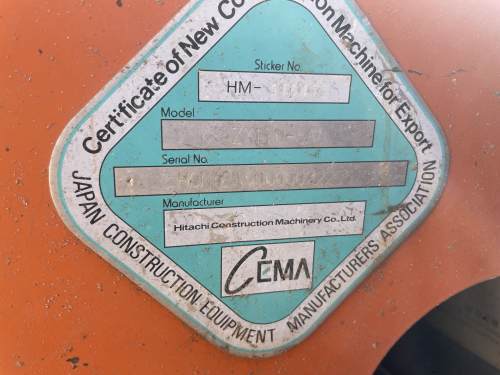 Certificate of New Construction Machine for Export
Sticker No.
HM-
Model
Serial No.
Manufacturer
Hitachi Construction Machinery Co., Ltd.
CEMA
JAPAN CONSTRUCTION EQUIPMENT MANUFACTURERS ASSOCIATION